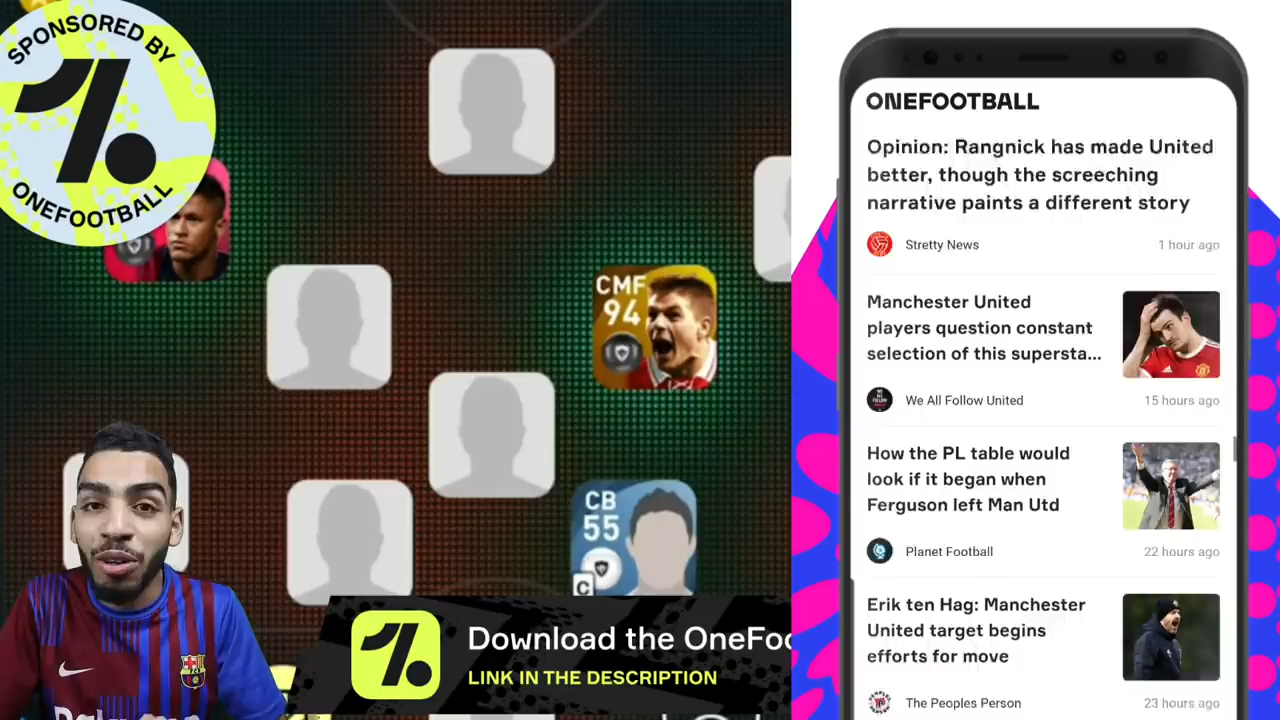 SPONSORED BY
ONEFOOTBALL
CMF
94
CB
55
C
Download the OneFoo
LINK IN THE DESCRIPTION
ONEFOOTBALL
Opinion: Rangnick has made United
better, though the screeching
narrative paints a different story
Stretty News
1 hour ago
Manchester United
players question constant
selection of this supersta...
We All Follow United
15 hours ago
How the PL table would
look if it began when
Ferguson left Man Utd
Planet Football
22 hours ago
Erik ten Hag: Manchester
United target begins
efforts for move
The Peoples Person
23 hours ago